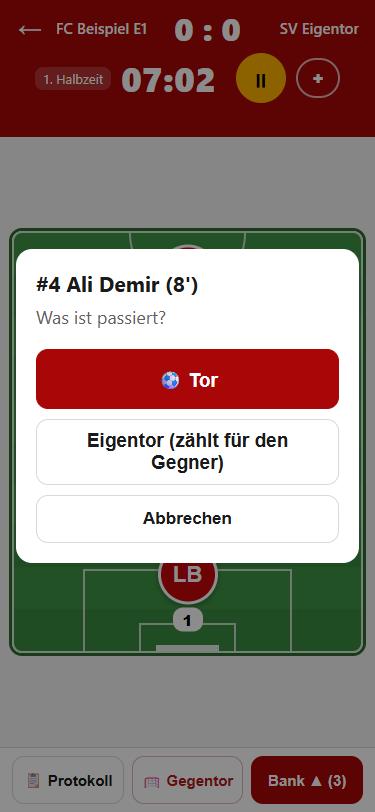 ← FC Beispiel E1 0 : 0 SV Eigentor
1. Halbzeit 07:02 +
#4 Ali Demir (8')
Was ist passiert?
Tor
Eigentor (zählt für den
Gegner)
Abbrechen
LB
1
Protokoll Gegentor Bank ▲ (3)